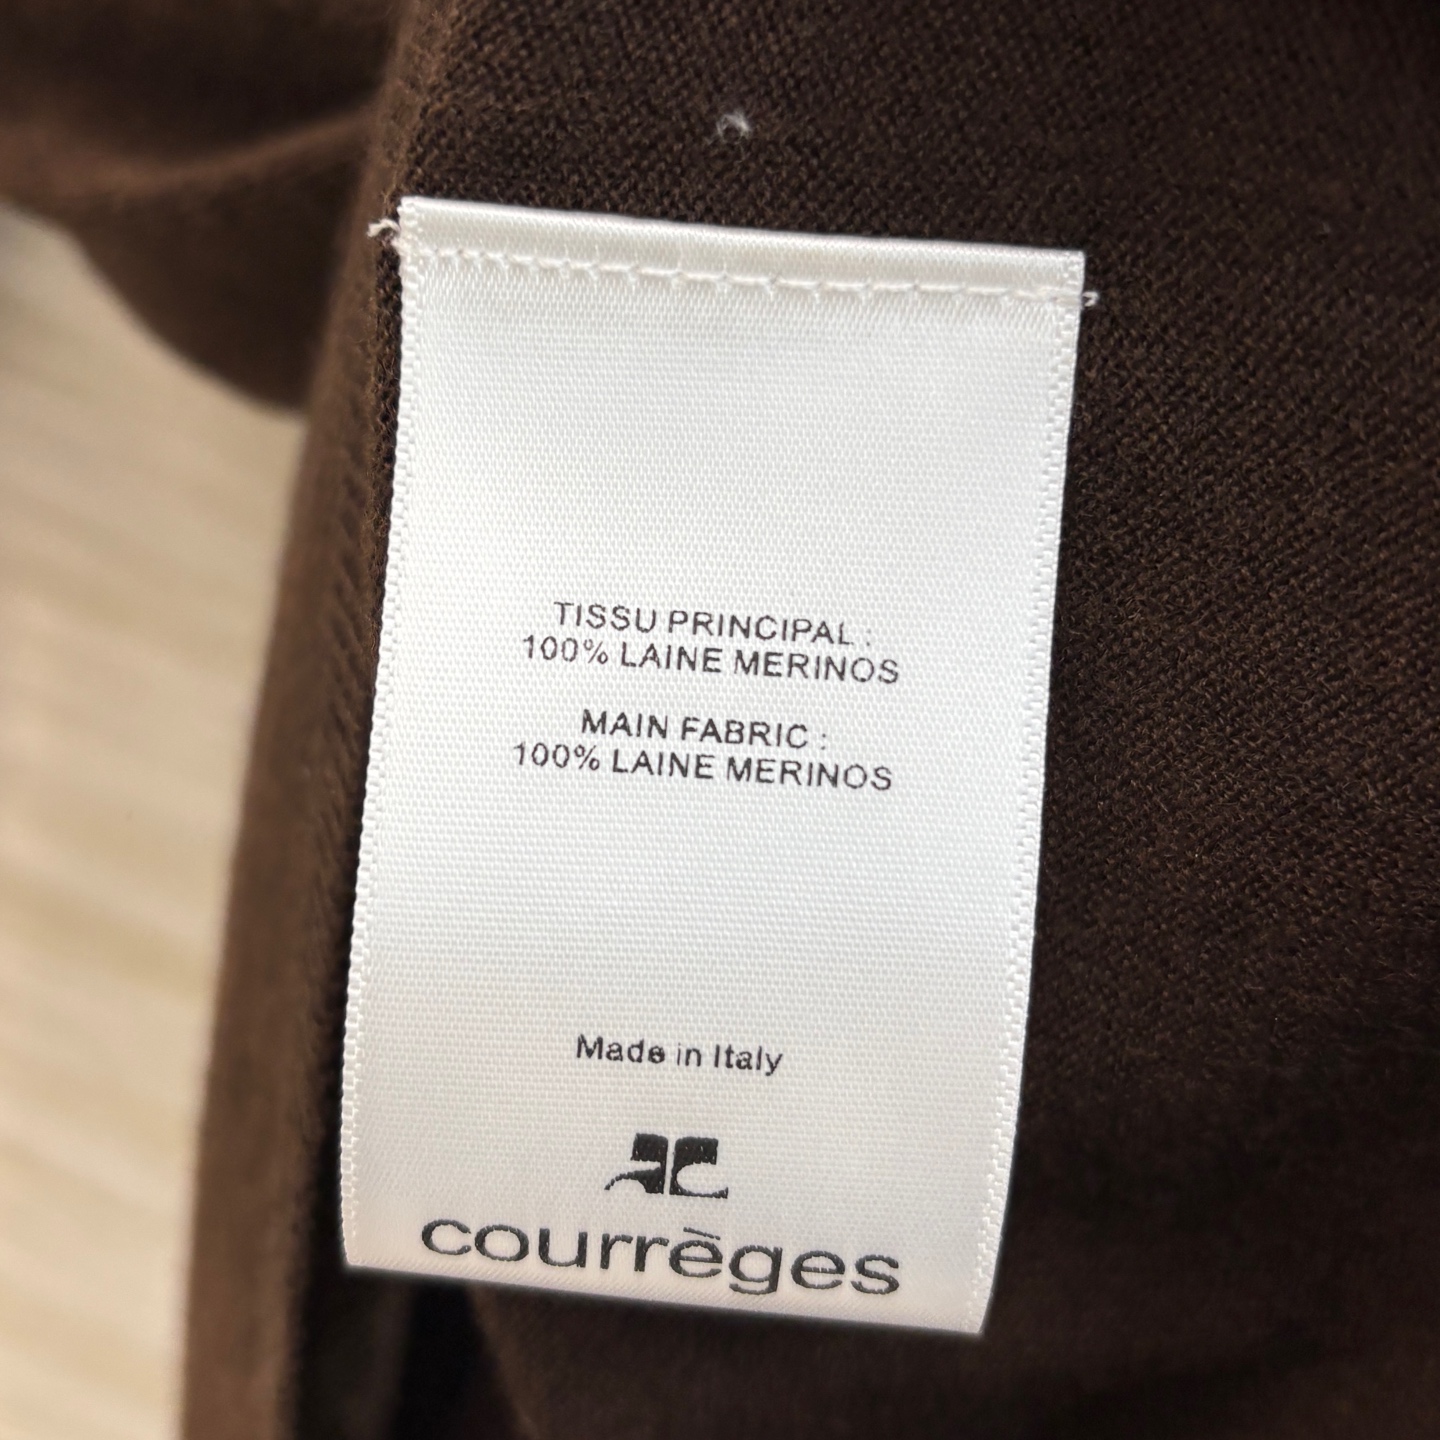 TISSU PRINCIPAL :
100% LAINE MERINOS
MAIN FABRIC :
100% LAINE MERINOS
Made in Italy
courrèges